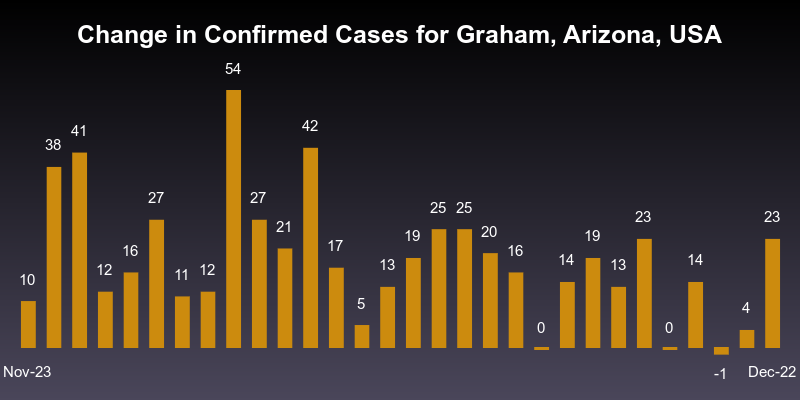 Change in Confirmed Cases for Graham, Arizona, USA
10 38 41 12 16 27 11 12 54 27 21 42 17 5 13 19 25 25 20 16 0 14 19 13 23 0 14 -1 4 23
Nov-23 Dec-22